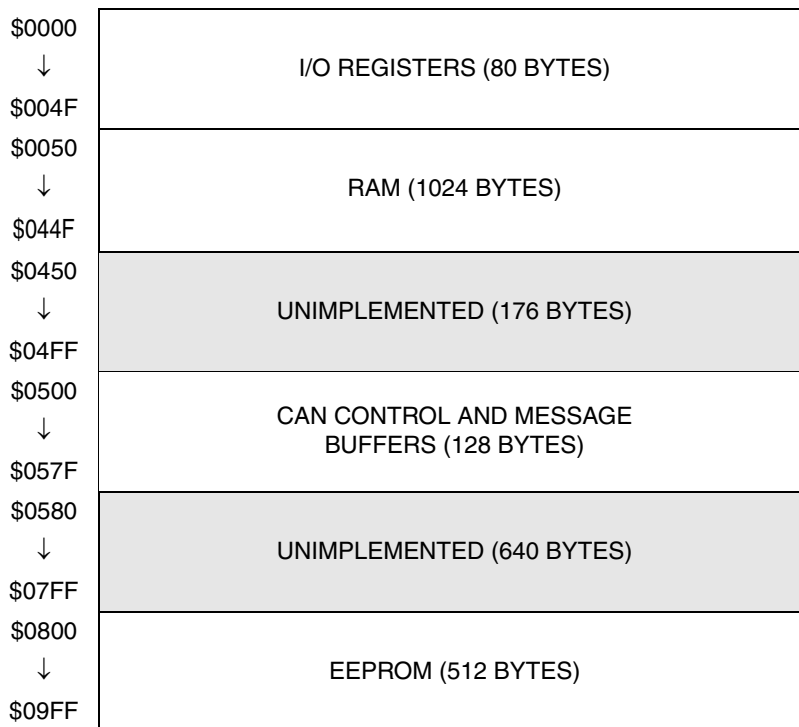 $0000
↓
$004F
I/O REGISTERS (80 BYTES)
$0050
↓
$044F
RAM (1024 BYTES)
$0450
↓
$04FF
UNIMPLEMENTED (176 BYTES)
$0500
↓
$057F
CAN CONTROL AND MESSAGE
BUFFERS (128 BYTES)
$0580
↓
$07FF
UNIMPLEMENTED (640 BYTES)
$0800
↓
$09FF
EEPROM (512 BYTES)